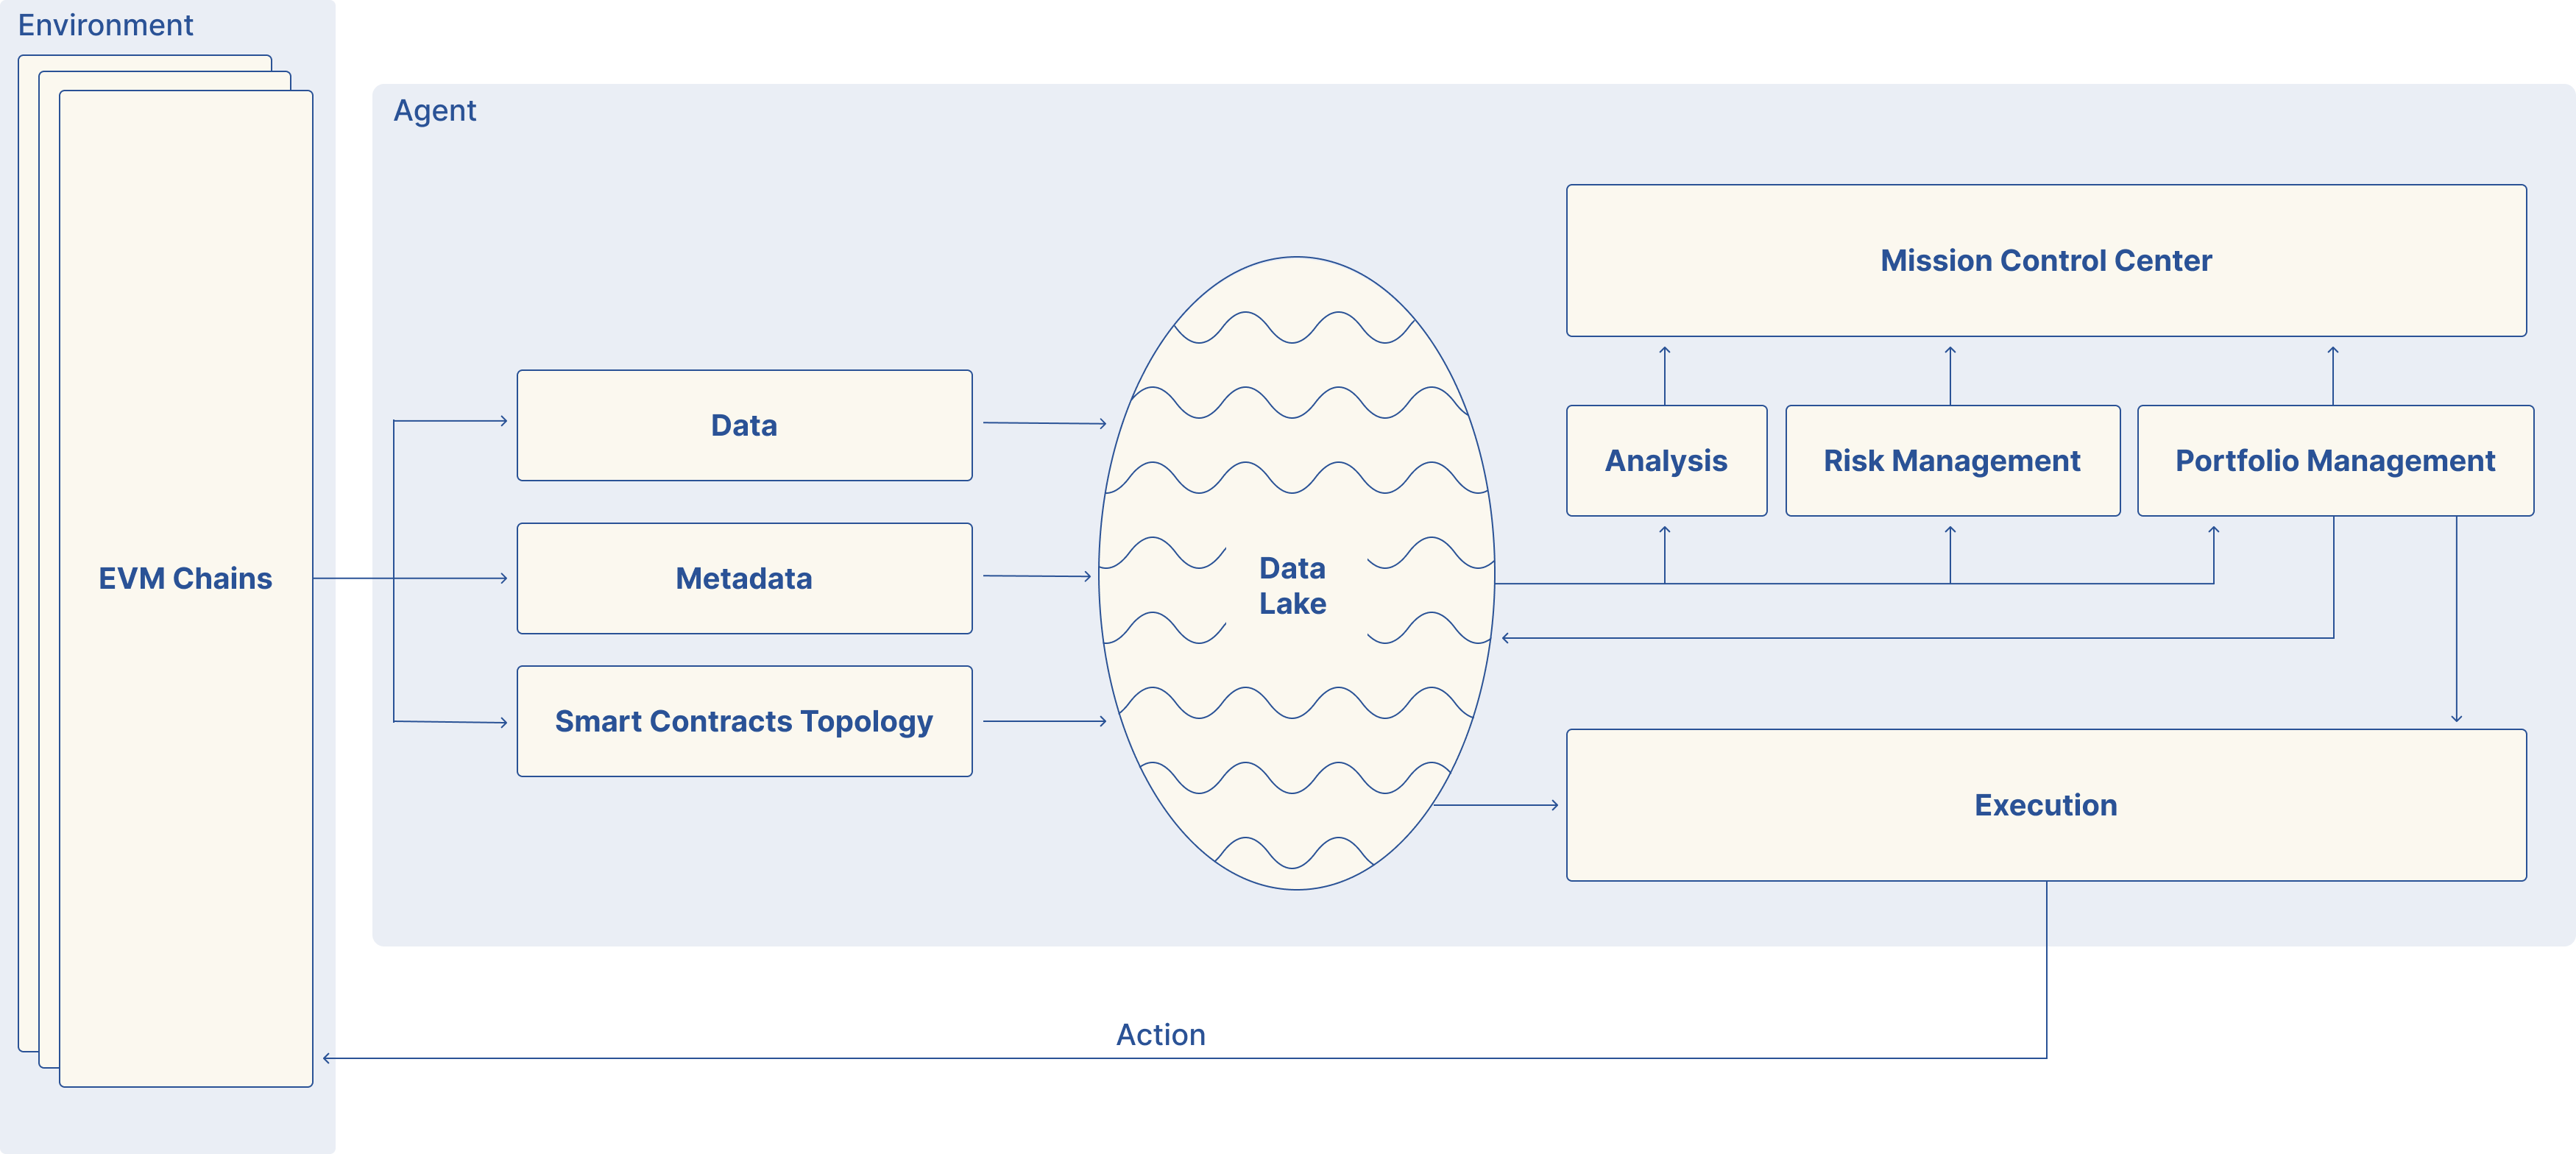 Environment
Agent
EVM Chains
Data
Metadata
Smart Contracts Topology
Data
Lake
Mission Control Center
Analysis
Risk Management
Portfolio Management
Execution
Action